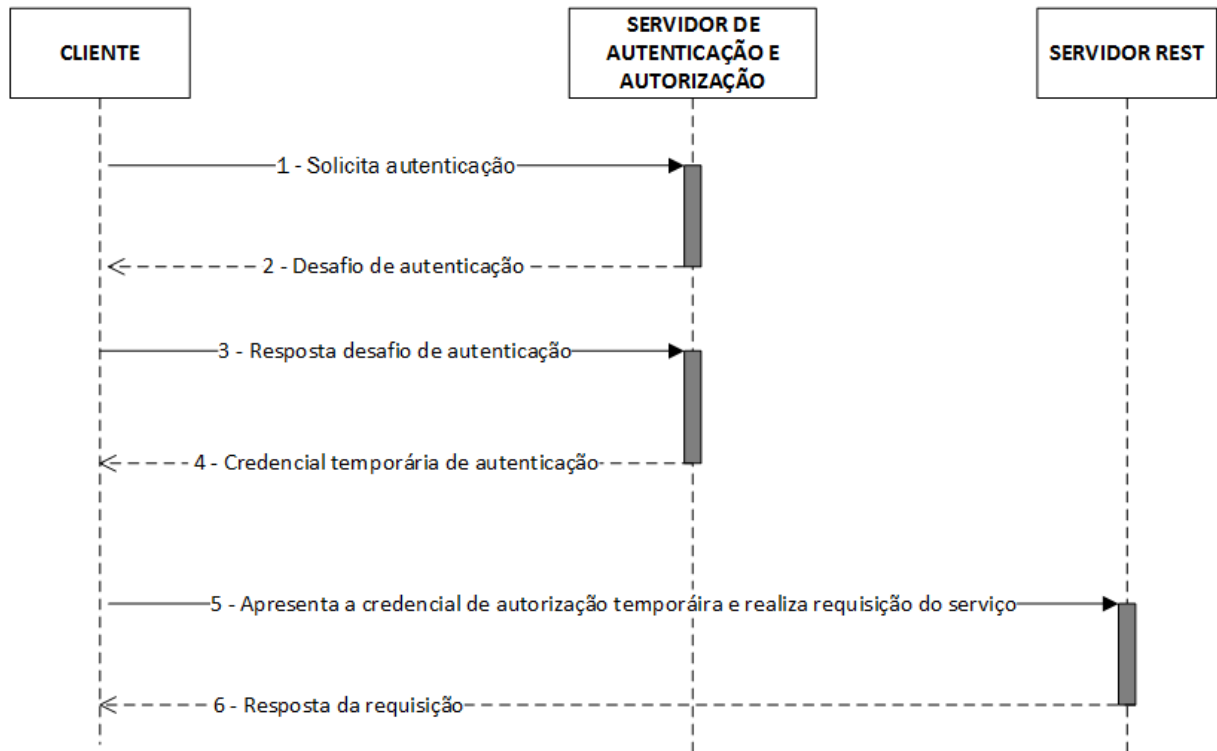 CLIENTE
SERVIDOR DE
AUTENTICAÇÃO E
AUTORIZAÇÃO
SERVIDOR REST
1 - Solicita autenticação
2 - Desafio de autenticação
3 - Resposta desafio de autenticação
4 - Credencial temporária de autenticação
5 - Apresenta a credencial de autorização temporáira e realiza requisição do serviço
6 - Resposta da requisição